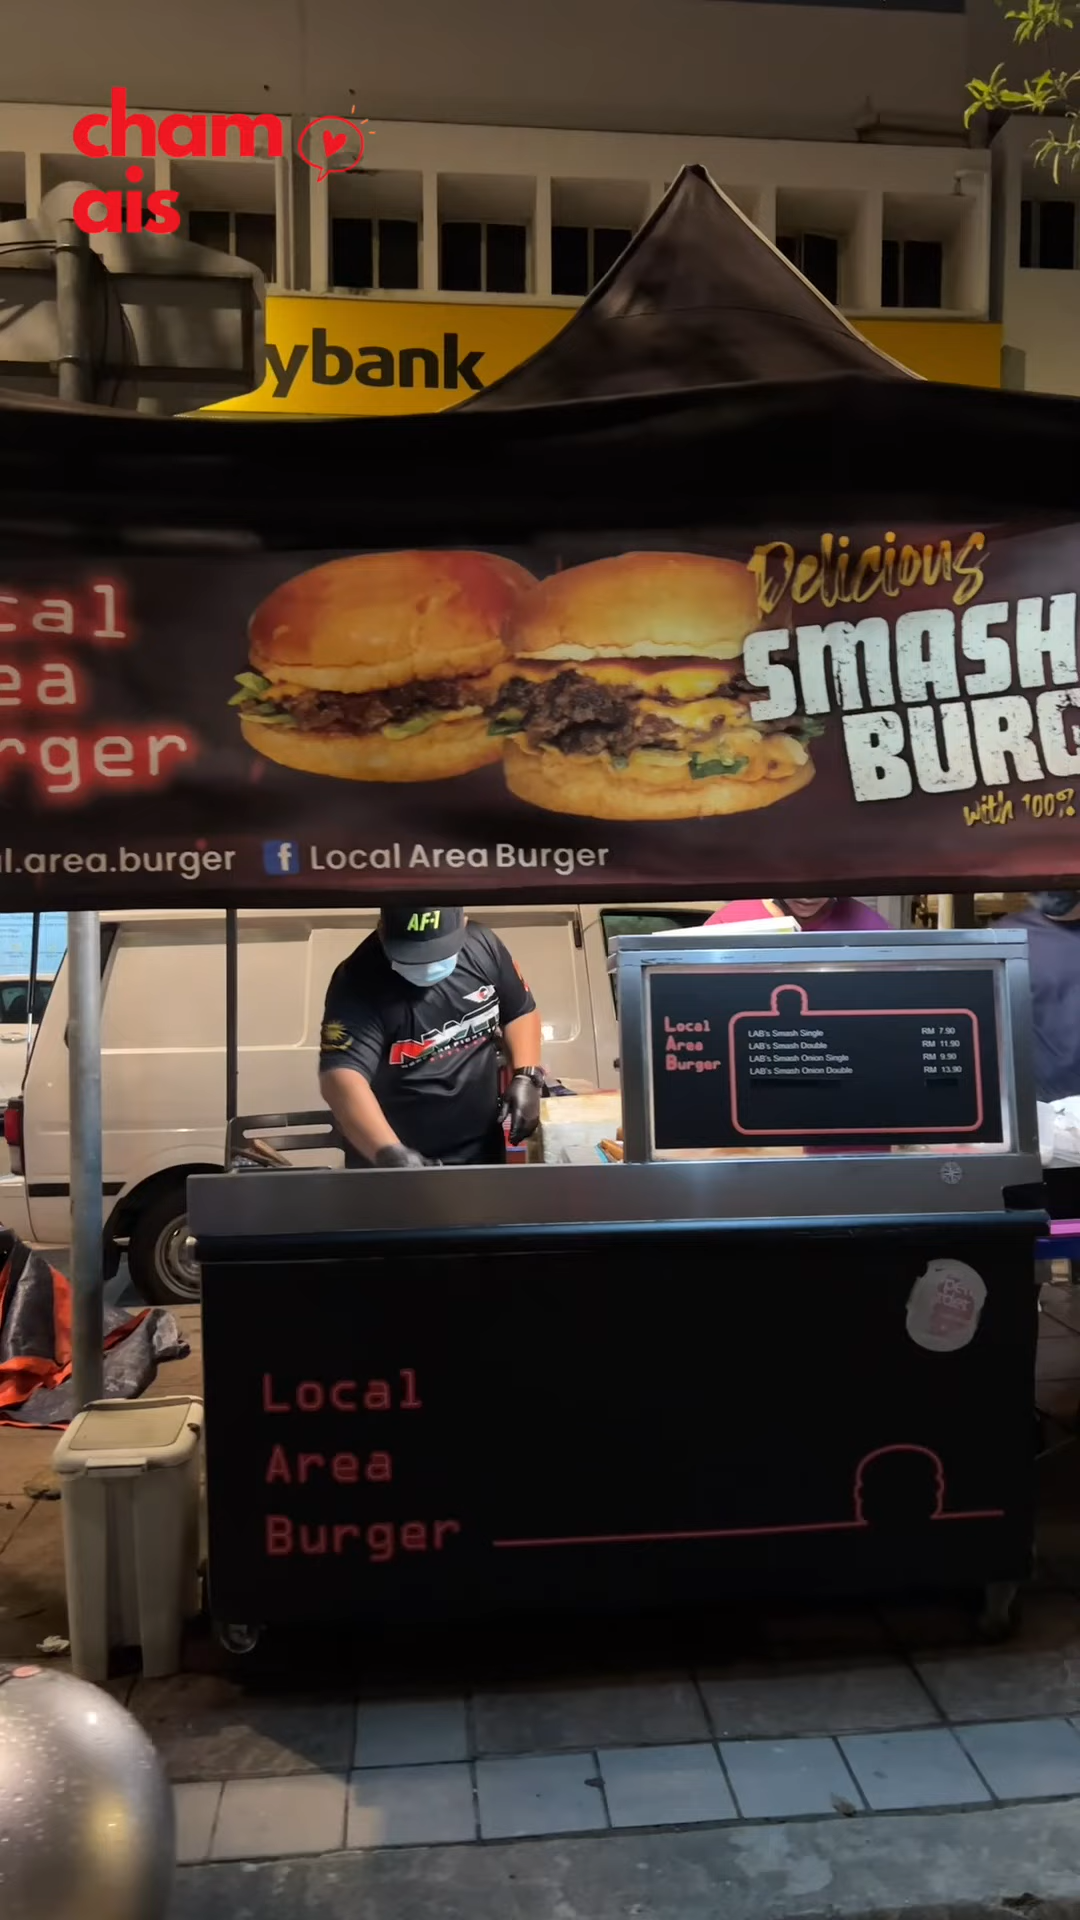 cham
ais
ybank
cal
ea
rger
Delicious
SMASH
BURG
with 100%
l.area.burger
f Local Area Burger
AF-1
Local
Area
Burger
LAB's Smash Single RM 7.90
LAB's Smash Double RM 11.90
LAB's Smash Onion Single RM 9.90
LAB's Smash Onion Double RM 13.90
Local
Area
Burger